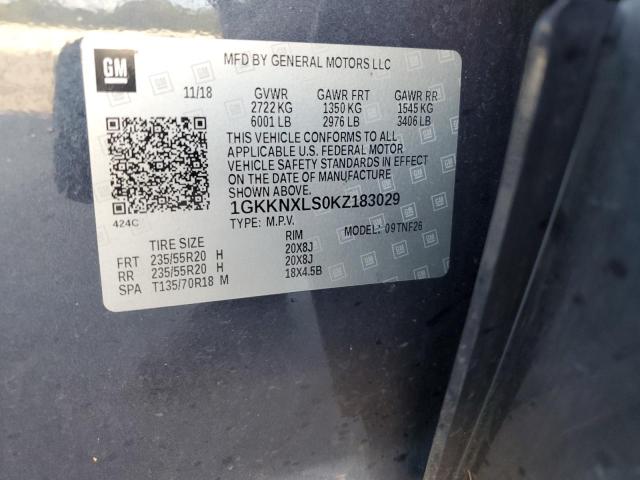 GM
MFD BY GENERAL MOTORS LLC
11/18 GVWR GAWR FRT GAWR RR
2722 KG 1350 KG 1545 KG
6001 LB 2976 LB 3406 LB
THIS VEHICLE CONFORMS TO ALL
APPLICABLE U.S. FEDERAL MOTOR
VEHICLE SAFETY STANDARDS IN EFFECT
ON THE DATE OF MANUFACTURE
SHOWN ABOVE.
424C
1GKKNXLS0KZ183029
TYPE: M.P.V. MODEL: 09TNF26
TIRE SIZE RIM
FRT 235/55R20 H 20X8J
RR 235/55R20 H 20X8J
SPA T135/70R18 M 18X4.5B